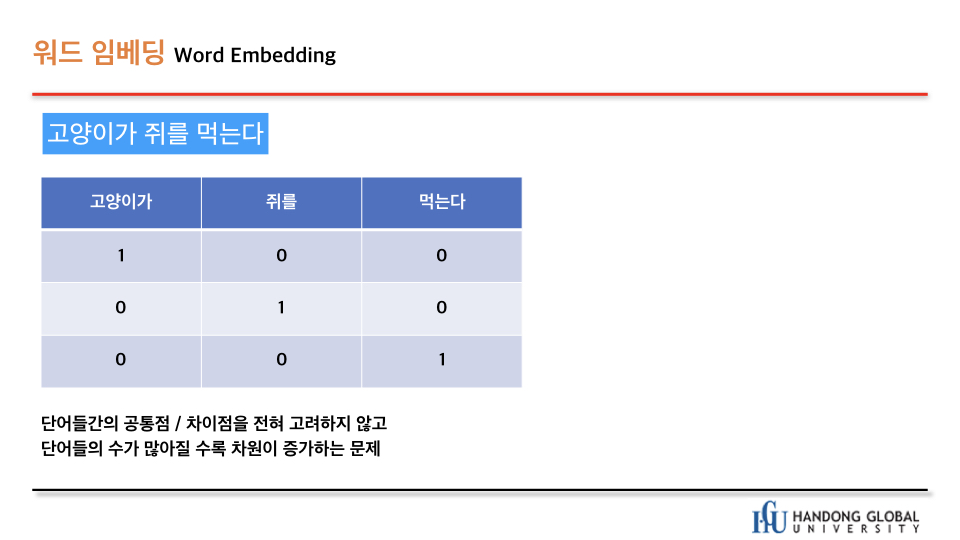 워드 임베딩 Word Embedding
고양이가 쥐를 먹는다
고양이가 쥐를 먹는다
1 0 0
0 1 0
0 0 1
단어들간의 공통점 / 차이점을 전혀 고려하지 않고
단어들의 수가 많아질 수록 차원이 증가하는 문제
HGU HANDONG GLOBAL
UNIVERSITY